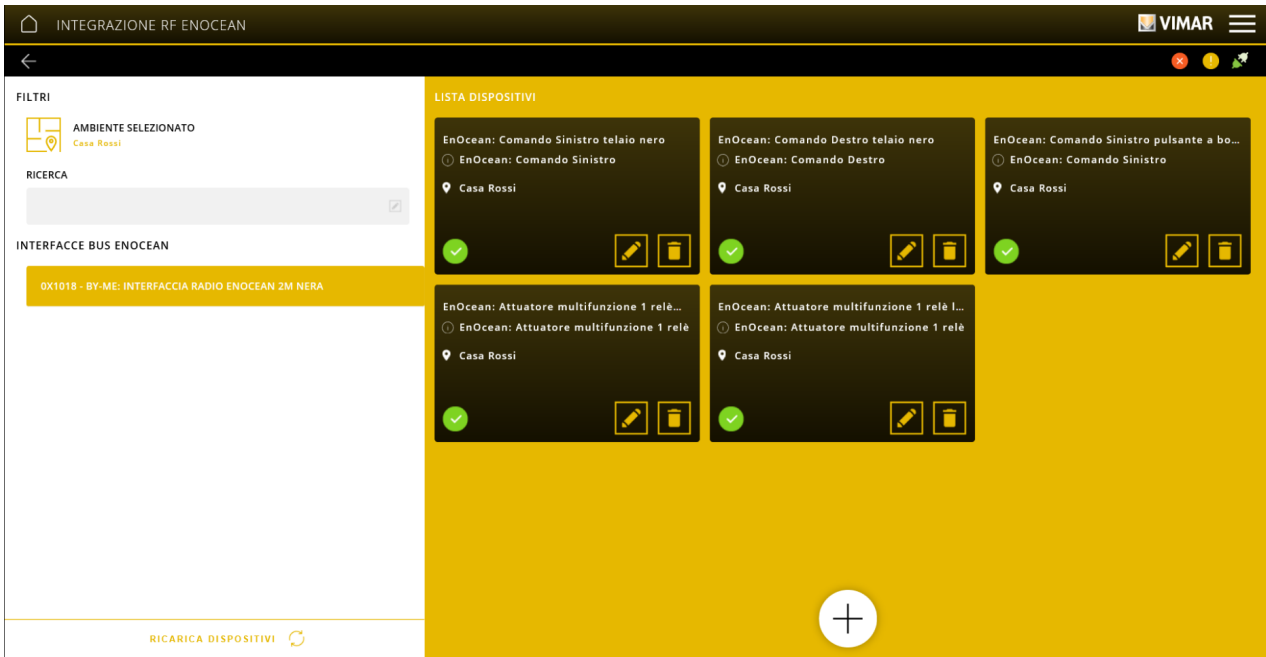 INTEGRAZIONE RF ENOCEAN
VIMAR
FILTRI
AMBIENTE SELEZIONATO
Casa Rossi
RICERCA
INTERFACCE BUS ENOCEAN
0X1018 - BY-ME: INTERFACCIA RADIO ENOCEAN 2M NERA
RICARICA DISPOSITIVI
LISTA DISPOSITIVI
EnOcean: Comando Sinistro telaio nero
EnOcean: Comando Sinistro
Casa Rossi
EnOcean: Comando Destro telaio nero
EnOcean: Comando Destro
Casa Rossi
EnOcean: Comando Sinistro pulsante a bo...
EnOcean: Comando Sinistro
Casa Rossi
EnOcean: Attuatore multifunzione 1 relè...
EnOcean: Attuatore multifunzione 1 relè
Casa Rossi
EnOcean: Attuatore multifunzione 1 relè l...
EnOcean: Attuatore multifunzione 1 relè
Casa Rossi